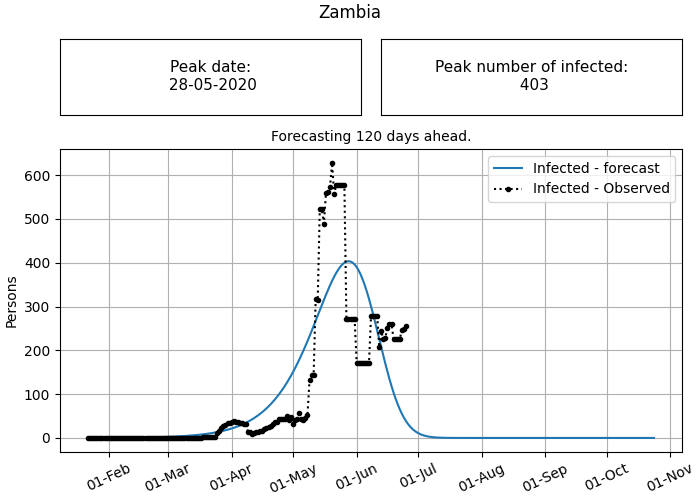 Zambia
Peak date:
28-05-2020
Peak number of infected:
403
Forecasting 120 days ahead.
Infected - forecast
Infected - Observed
Persons
600
500
400
300
200
100
0
01-Feb
01-Mar
01-Apr
01-May
01-Jun
01-Jul
01-Aug
01-Sep
01-Oct
01-Nov